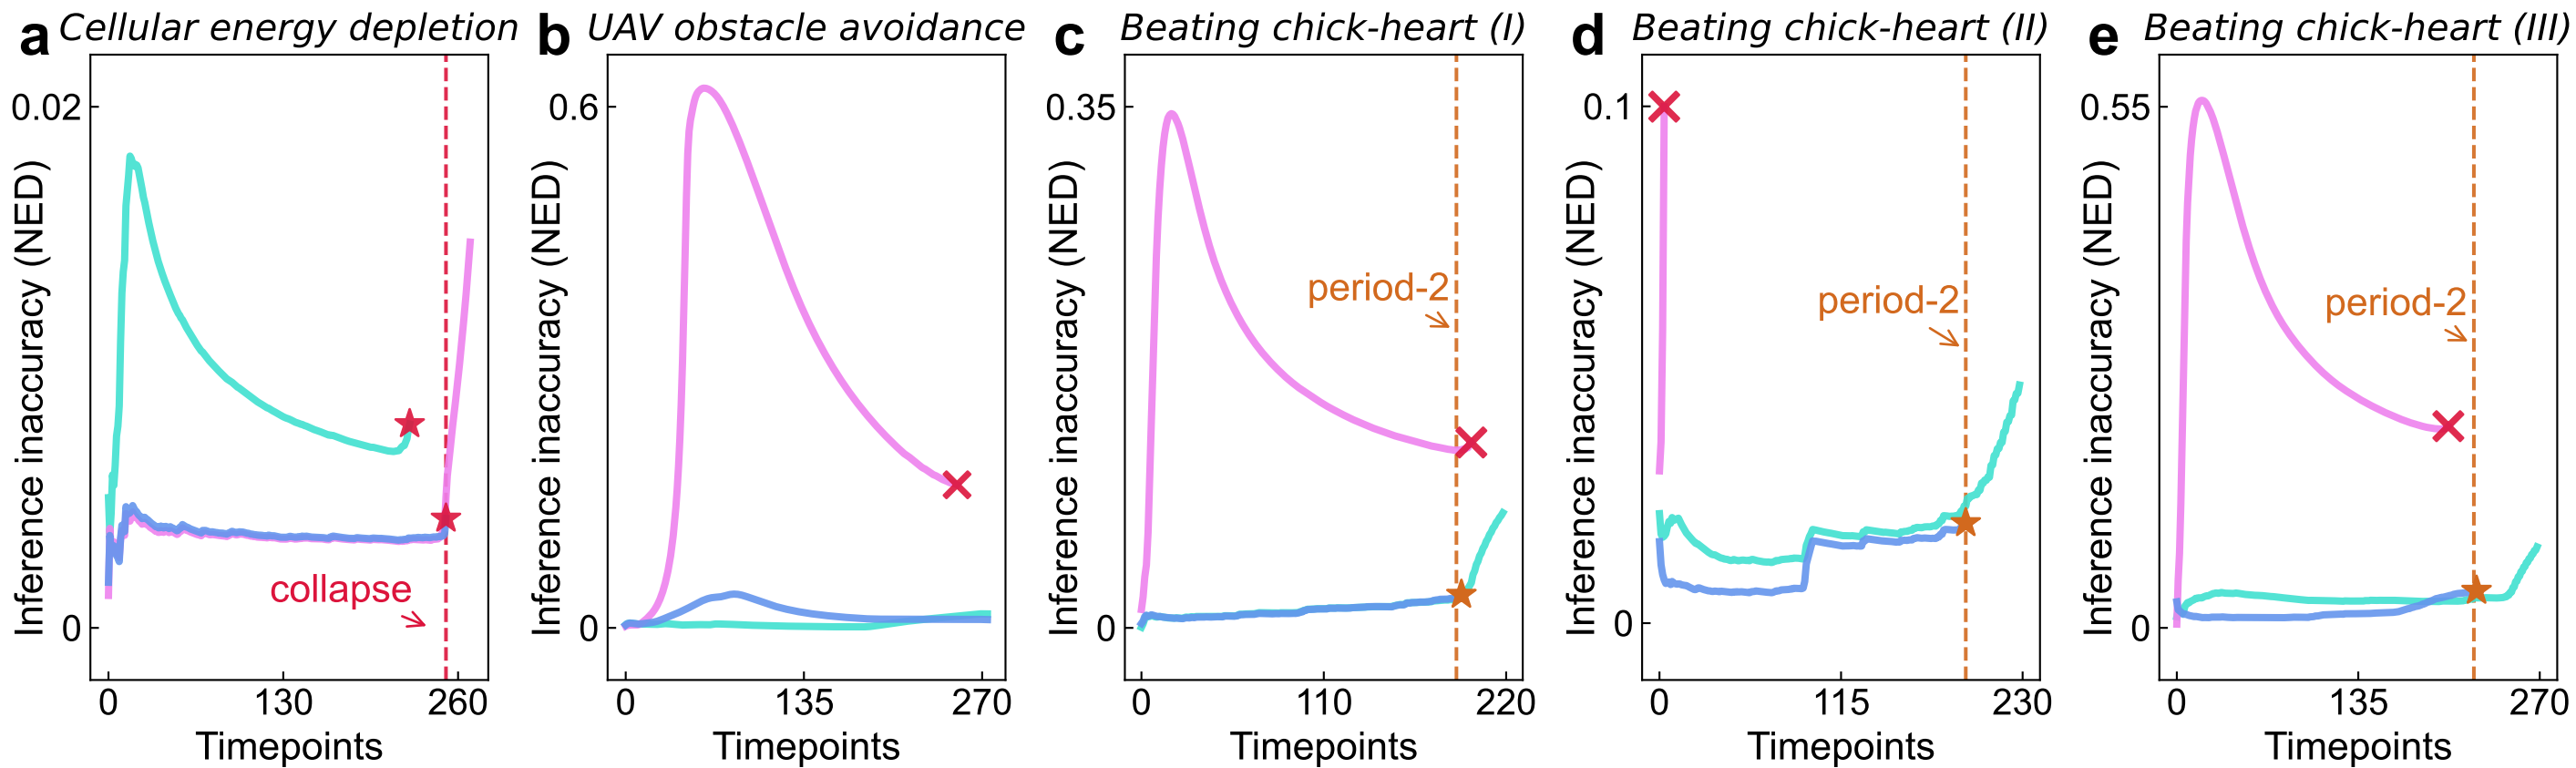 a Cellular energy depletion
Inference inaccuracy (NED)
0.02
0
collapse
0 130 260
Timepoints
b UAV obstacle avoidance
Inference inaccuracy (NED)
0.6
0
0 135 270
Timepoints
c Beating chick-heart (I)
Inference inaccuracy (NED)
0.35
period-2
0
0 110 220
Timepoints
d Beating chick-heart (II)
Inference inaccuracy (NED)
0.1
period-2
0
0 115 230
Timepoints
e Beating chick-heart (III)
Inference inaccuracy (NED)
0.55
period-2
0
0 135 270
Timepoints